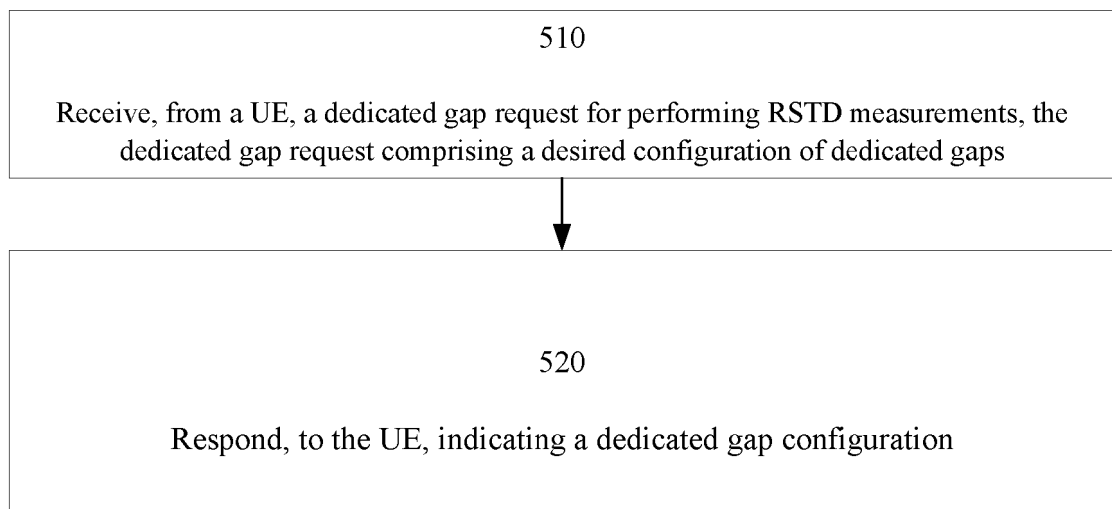 510
Receive, from a UE, a dedicated gap request for performing RSTD measurements, the
dedicated gap request comprising a desired configuration of dedicated gaps
520
Respond, to the UE, indicating a dedicated gap configuration